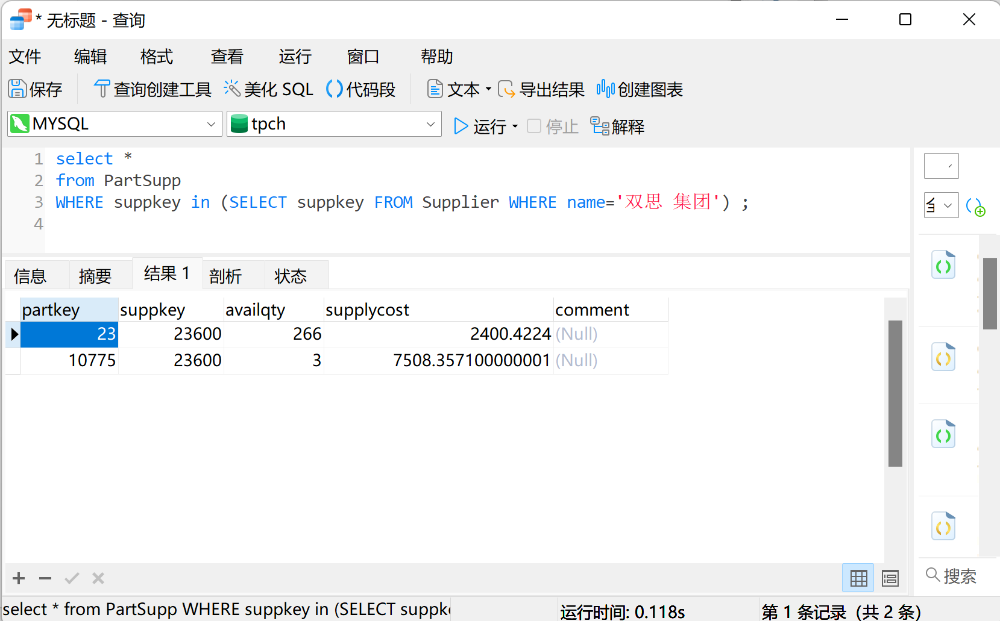 * 无标题 - 查询
文件 编辑 格式 查看 运行 窗口 帮助
保存 查询创建工具 美化 SQL 代码段 文本 导出结果 创建图表
MYSQL tpch 运行 停止 解释
1 select *
2 from PartSupp
3 WHERE suppkey in (SELECT suppkey FROM Supplier WHERE name='双思 集团') ;
4
信息 摘要 结果 1 剖析 状态
partkey suppkey availqty supplycost comment
23 23600 266 2400.4224 (Null)
10775 23600 3 7508.357100000001 (Null)
搜索
select * from PartSupp WHERE suppkey in (SELECT suppke
运行时间: 0.118s
第 1 条记录 (共 2 条)